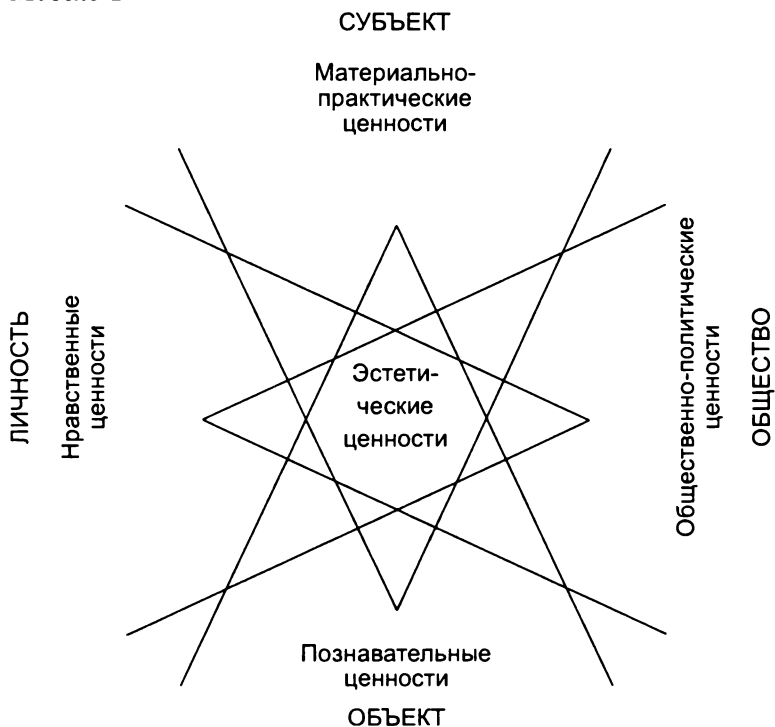 СУБЪЕКТ
Материально-
практические
ценности
ЛИЧНОСТЬ
Нравственные
ценности
Эстети-
ческие
ценности
Общественно-политические
ценности
ОБЩЕСТВО
Познавательные
ценности
ОБЪЕКТ